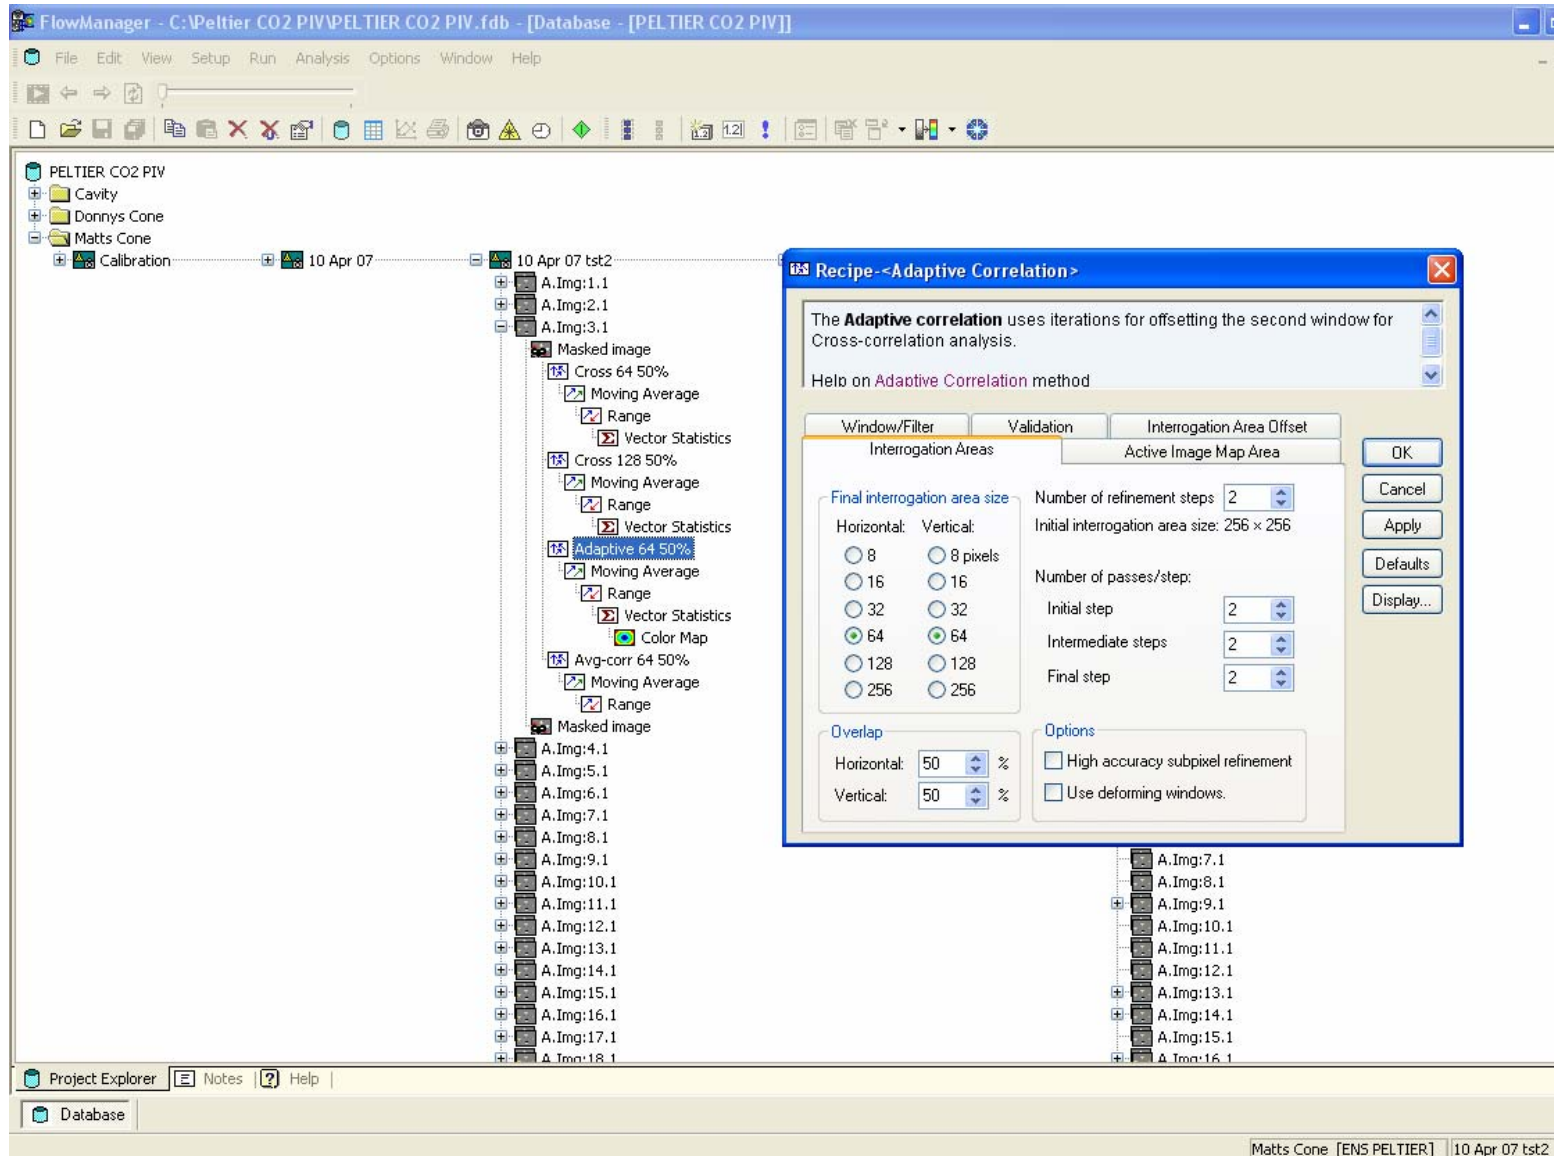 FlowManager - C:\Peltier CO2 PIV\PELTIER CO2 PIV.fdb - [Database - [PELTIER CO2 PIV]]
File Edit View Setup Run Analysis Options Window Help
PELTIER CO2 PIV
Cavity
Donnys Cone
Matts Cone
Calibration 10 Apr 07 10 Apr 07 tst2
A.Img:1.1
A.Img:2.1
A.Img:3.1
Masked image
Cross 64 50%
Moving Average
Range
Vector Statistics
Cross 128 50%
Moving Average
Range
Vector Statistics
Adaptive 64 50%
Moving Average
Range
Vector Statistics
Color Map
Avg-corr 64 50%
Moving Average
Range
Masked image
A.Img:4.1
A.Img:5.1
A.Img:6.1
A.Img:7.1
A.Img:8.1
A.Img:9.1
A.Img:10.1
A.Img:11.1
A.Img:12.1
A.Img:13.1
A.Img:14.1
A.Img:15.1
A.Img:16.1
A.Img:17.1
A.Img:18.1
Recipe-<Adaptive Correlation>
The Adaptive correlation uses iterations for offsetting the second window for
Cross-correlation analysis.
Help on Adaptive Correlation method
Window/Filter Validation Interrogation Area Offset
Interrogation Areas Active Image Map Area
Final interrogation area size
Horizontal: Vertical:
8 8 pixels
16 16
32 32
64 64
128 128
256 256
Number of refinement steps 2
Initial interrogation area size: 256 × 256
Number of passes/step:
Initial step 2
Intermediate steps 2
Final step 2
Overlap
Horizontal: 50 %
Vertical: 50 %
Options
High accuracy subpixel refinement
Use deforming windows.
OK
Cancel
Apply
Defaults
Display...
A.Img:7.1
A.Img:8.1
A.Img:9.1
A.Img:10.1
A.Img:11.1
A.Img:12.1
A.Img:13.1
A.Img:14.1
A.Img:15.1
A.Img:16.1
Project Explorer Notes Help
Database
Matts Cone [ENS PELTIER] 10 Apr 07 tst2